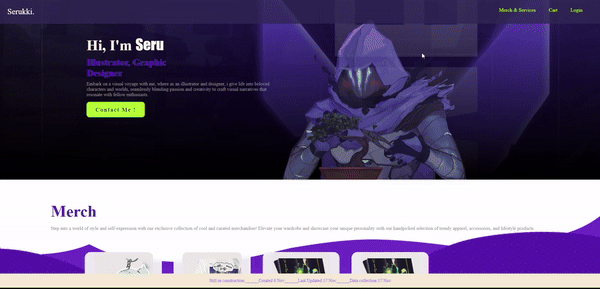 Serukki.
Merch & Services Cart Login
Hi, I'm Seru
Illustrator, Graphic
Designer
Embark on a visual voyage with me, where as an illustrator and designer, i give life into beloved
characters and worlds, seamlessly blending passion and creativity to craft visual narratives that
resonate with fellow enthusiasts
Contact Me !
Merch
Step into a world of style and self-expression with our exclusive collection of cool and curated merchandise! Elevate your wardrobe and showcase your unique personality with our handpicked selection of trendy apparel, accessories, and lifestyle products.
Still in construction______Created 6 Nov______Last Updated 17 Nov______Data collection 17 Nov